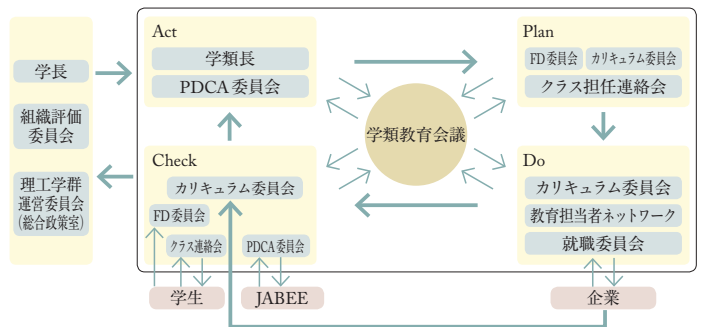 学長
組織評価
委員会
理工学群
運営委員会
(総合政策室)
Act
学類長
PDCA 委員会
Plan
FD委員会
カリキュラム委員会
クラス担任連絡会
学類教育会議
Check
カリキュラム委員会
FD委員会
クラス連絡会
PDCA委員会
Do
カリキュラム委員会
教育担当者ネットワーク
就職委員会
学生
JABEE
企業